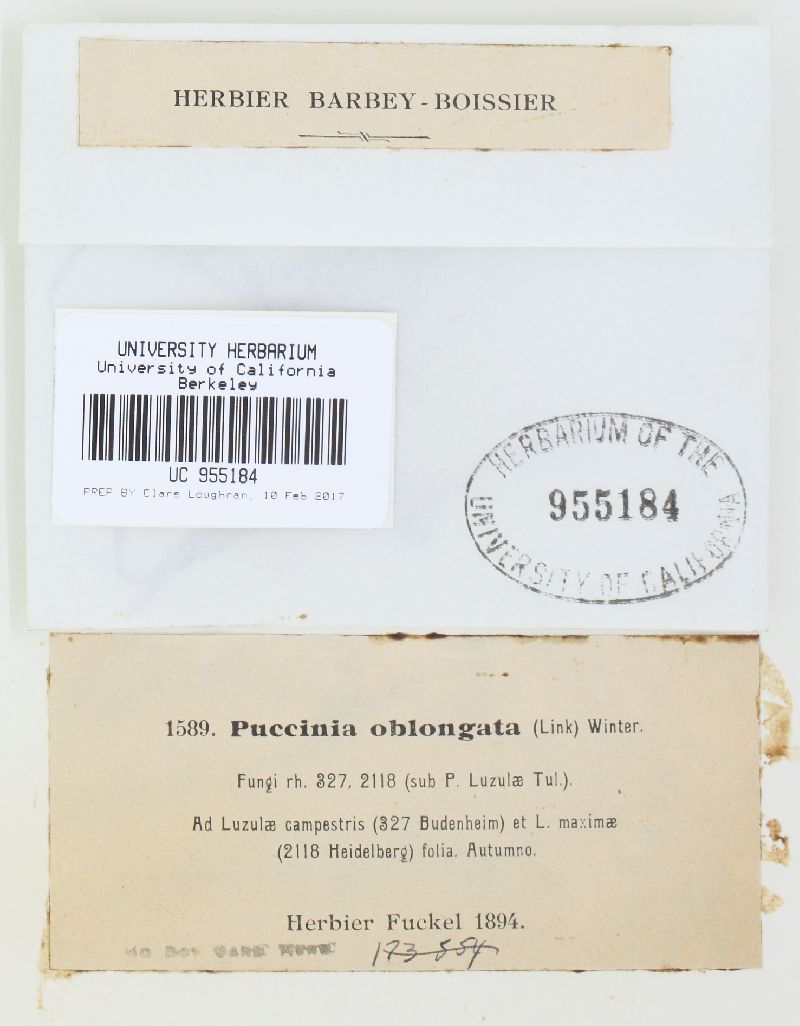 HERBIER BARBEY-BOISSIER
UNIVERSITY HERBARIUM
University of California
Berkeley
UC 955184
PREP BY Clare Loughran, 10 Feb 2017
HERBARIUM OF THE
955184
UNIVERSITY OF CALIFORNIA
1589. Puccinia oblongata (Link) Winter.
Fungi rh. 327, 2118 (sub P. Luzulæ Tul.).
Ad Luzulæ campestris (327 Budenheim) et L. maximæ
(2118 Heidelberg) folia. Autumno.
Herbier Fuckel 1894.